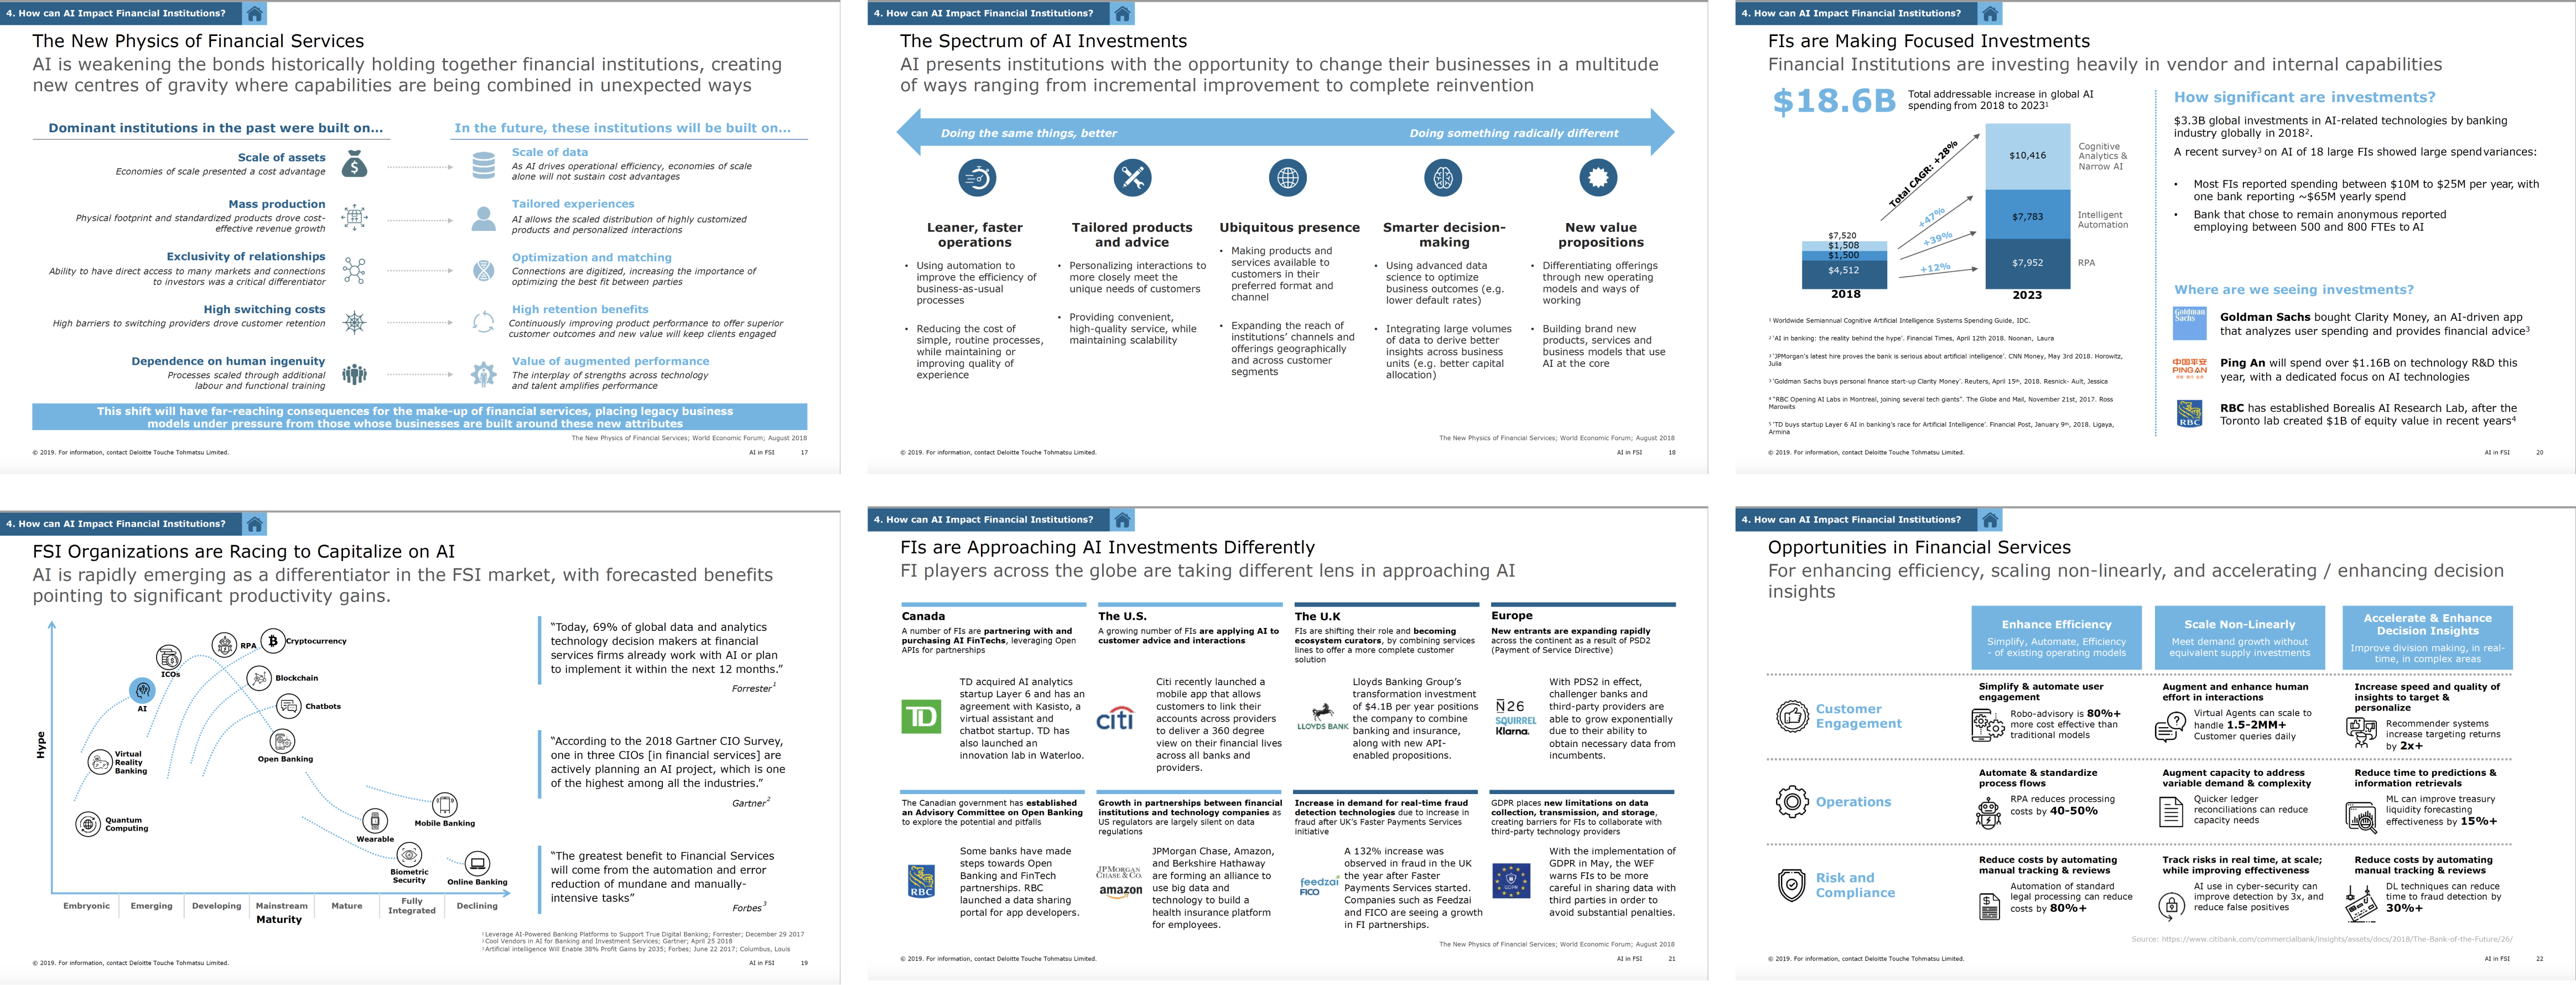 4. How can AI Impact Financial Institutions?
The New Physics of Financial Services
AI is weakening the bonds historically holding together financial institutions, creating
new centres of gravity where capabilities are being combined in unexpected ways
Dominant institutions in the past were built on...
In the future, these institutions will be built on...
Scale of assets
Economies of scale presented a cost advantage
Scale of data
As AI drives operational efficiency, economies of scale
alone will not sustain cost advantages
Mass production
Physical footprint and standardized products drove cost-
effective revenue growth
Tailored experiences
AI allows the scaled distribution of highly customized
products and personalized interactions
Exclusivity of relationships
Ability to have direct access to many markets and connections
to investors was a critical differentiator
Optimization and matching
Connections are digitized, increasing the importance of
optimizing the best fit between parties
High switching costs
High barriers to switching providers drove customer retention
High retention benefits
Continuously improving product performance to offer superior
customer outcomes and new value will keep clients engaged
Dependence on human ingenuity
Processes scaled through additional
labour and functional training
Value of augmented performance
The interplay of strengths across technology
and talent amplifies performance
This shift will have far-reaching consequences for the make-up of financial services, placing legacy business
models under pressure from those whose businesses are built around these new attributes
The New Physics of Financial Services; World Economic Forum; August 2018
© 2019. For information, contact Deloitte Touche Tohmatsu Limited.
AI in FSI 17
4. How can AI Impact Financial Institutions?
The Spectrum of AI Investments
AI presents institutions with the opportunity to change their businesses in a multitude
of ways ranging from incremental improvement to complete reinvention
Doing the same things, better
Doing something radically different
Leaner, faster
operations
• Using automation to
improve the efficiency of
business-as-usual
processes
• Reducing the cost of
simple, routine processes,
while maintaining or
improving quality of
experience
Tailored products
and advice
• Personalizing interactions to
more closely meet the
unique needs of customers
• Providing convenient,
high-quality service, while
maintaining scalability
Ubiquitous presence
• Making products and
services available to
customers in their
preferred format and
channel
• Expanding the reach of
institutions' channels and
offerings geographically
and across customer
segments
Smarter decision-
making
• Using advanced data
science to optimize
business outcomes (e.g.
lower default rates)
• Integrating large volumes
of data to derive better
insights across business
units (e.g. better capital
allocation)
New value
propositions
• Differentiating offerings
through new operating
models and ways of
working
• Building brand new
products, services and
business models that use
AI at the core
The New Physics of Financial Services; World Economic Forum; August 2018
© 2019. For information, contact Deloitte Touche Tohmatsu Limited.
AI in FSI 18
4. How can AI Impact Financial Institutions?
FIs are Making Focused Investments
Financial Institutions are investing heavily in vendor and internal capabilities
$18.6B
Total addressable increase in global AI
spending from 2018 to 2023¹
Total CAGR: +28%
+47%
+39%
+12%
$7,520
$1,508
$1,500
$4,512
2018
$10,416
$7,783
$7,952
2023
Cognitive
Analytics &
Narrow AI
Intelligent
Automation
RPA
¹ Worldwide Semiannual Cognitive Artificial Intelligence Systems Spending Guide, IDC.
² 'AI in banking: the reality behind the hype'. Financial Times, April 12th 2018. Noonan, Laura
³ 'JPMorgan's latest hire proves the bank is serious about artificial intelligence'. CNN Money, May 3rd 2018. Horowitz,
Julia
³ 'Goldman Sachs buys personal finance start-up Clarity Money'. Reuters, April 15th, 2018. Resnick- Ault, Jessica
⁴ "RBC Opening AI Labs in Montreal, joining several tech giants". The Globe and Mail, November 21st, 2017. Ross
Marowits
⁵ 'TD buys startup Layer 6 AI in banking's race for Artificial Intelligence'. Financial Post, January 9th, 2018. Ligaya,
Armina
How significant are investments?
$3.3B global investments in AI-related technologies by banking
industry globally in 2018².
A recent survey³ on AI of 18 large FIs showed large spend variances:
• Most FIs reported spending between $10M to $25M per year, with
one bank reporting ~$65M yearly spend
• Bank that chose to remain anonymous reported
employing between 500 and 800 FTEs to AI
Where are we seeing investments?
Goldman
Sachs
Goldman Sachs bought Clarity Money, an AI-driven app
that analyzes user spending and provides financial advice³
中国平安
PINGAN
Ping An will spend over $1.16B on technology R&D this
year, with a dedicated focus on AI technologies
RBC
RBC has established Borealis AI Research Lab, after the
Toronto lab created $1B of equity value in recent years⁴
© 2019. For information, contact Deloitte Touche Tohmatsu Limited.
AI in FSI 20
4. How can AI Impact Financial Institutions?
FSI Organizations are Racing to Capitalize on AI
AI is rapidly emerging as a differentiator in the FSI market, with forecasted benefits
pointing to significant productivity gains.
Hype
RPA
Cryptocurrency
ICOs
Blockchain
AI
Chatbots
Open Banking
Virtual
Reality
Banking
Quantum
Computing
Wearable
Mobile Banking
Biometric
Security
Online Banking
Embryonic
Emerging
Developing
Mainstream
Mature
Fully
Integrated
Declining
Maturity
"Today, 69% of global data and analytics
technology decision makers at financial
services firms already work with AI or plan
to implement it within the next 12 months."
Forrester¹
"According to the 2018 Gartner CIO Survey,
one in three CIOs [in financial services] are
actively planning an AI project, which is one
of the highest among all the industries."
Gartner²
"The greatest benefit to Financial Services
will come from the automation and error
reduction of mundane and manually-
intensive tasks"
Forbes³
¹ Leverage AI-Powered Banking Platforms to Support True Digital Banking; Forrester; December 29 2017
² Cool Vendors in AI for Banking and Investment Services; Gartner; April 25 2018
³ Artificial intelligence Will Enable 38% Profit Gains by 2035; Forbes; June 22 2017; Columbus, Louis
© 2019. For information, contact Deloitte Touche Tohmatsu Limited.
AI in FSI 19
4. How can AI Impact Financial Institutions?
FIs are Approaching AI Investments Differently
FI players across the globe are taking different lens in approaching AI
Canada
A number of FIs are partnering with and
purchasing AI FinTechs, leveraging Open
APIs for partnerships
TD
TD acquired AI analytics
startup Layer 6 and has an
agreement with Kasisto, a
virtual assistant and
chatbot startup. TD has
also launched an
innovation lab in Waterloo.
The U.S.
A growing number of FIs are applying AI to
customer advice and interactions
citi
Citi recently launched a
mobile app that allows
customers to link their
accounts across providers
to deliver a 360 degree
view on their financial lives
across all banks and
providers.
The U.K
FIs are shifting their role and becoming
ecosystem curators, by combining services
lines to offer a more complete customer
solution
LLOYDS BANK
Lloyds Banking Group's
transformation investment
of $4.1B per year positions
the company to combine
banking and insurance,
along with new API-
enabled propositions.
Europe
New entrants are expanding rapidly
across the continent as a result of PSD2
(Payment of Service Directive)
N26
SQUIRREL
Klarna.
With PDS2 in effect,
challenger banks and
third-party providers are
able to grow exponentially
due to their ability to
obtain necessary data from
incumbents.
The Canadian government has established
an Advisory Committee on Open Banking
to explore the potential and pitfalls
RBC
Some banks have made
steps towards Open
Banking and FinTech
partnerships. RBC
launched a data sharing
portal for app developers.
Growth in partnerships between financial
institutions and technology companies as
US regulators are largely silent on data
regulations
JPMORGAN
CHASE & CO.
amazon
JPMorgan Chase, Amazon,
and Berkshire Hathaway
are forming an alliance to
use big data and
technology to build a
health insurance platform
for employees.
Increase in demand for real-time fraud
detection technologies due to increase in
fraud after UK's Faster Payments Services
initiative
feedzai
FICO
A 132% increase was
observed in fraud in the UK
the year after Faster
Payments Services started.
Companies such as Feedzai
and FICO are seeing a growth
in FI partnerships.
GDPR places new limitations on data
collection, transmission, and storage,
creating barriers for FIs to collaborate with
third-party technology providers
GDPR
With the implementation of
GDPR in May, the WEF
warns FIs to be more
careful in sharing data with
third parties in order to
avoid substantial penalties.
The New Physics of Financial Services; World Economic Forum; August 2018
© 2019. For information, contact Deloitte Touche Tohmatsu Limited.
AI in FSI 21
4. How can AI Impact Financial Institutions?
Opportunities in Financial Services
For enhancing efficiency, scaling non-linearly, and accelerating / enhancing decision
insights
Enhance Efficiency
Simplify, Automate, Efficiency
- of existing operating models
Scale Non-Linearly
Meet demand growth without
equivalent supply investments
Accelerate & Enhance
Decision Insights
Improve division making, in real-
time, in complex areas
Customer
Engagement
Simplify & automate user
engagement
Robo-advisory is 80%+
more cost effective than
traditional models
Augment and enhance human
effort in interactions
Virtual Agents can scale to
handle 1.5-2MM+
Customer queries daily
Increase speed and quality of
insights to target &
personalize
Recommender systems
increase targeting returns
by 2x+
Operations
Automate & standardize
process flows
RPA reduces processing
costs by 40-50%
Augment capacity to address
variable demand & complexity
Quicker ledger
reconciliations can reduce
capacity needs
Reduce time to predictions &
information retrievals
ML can improve treasury
liquidity forecasting
effectiveness by 15%+
Risk and
Compliance
Reduce costs by automating
manual tracking & reviews
Automation of standard
legal processing can reduce
costs by 80%+
Track risks in real time, at scale;
while improving effectiveness
AI use in cyber-security can
improve detection by 3x, and
reduce false positives
Reduce costs by automating
manual tracking & reviews
DL techniques can reduce
time to fraud detection by
30%+
Source: https://www.citibank.com/commercialbank/insights/assets/docs/2018/The-Bank-of-the-Future/26/
© 2019. For information, contact Deloitte Touche Tohmatsu Limited.
AI in FSI 22